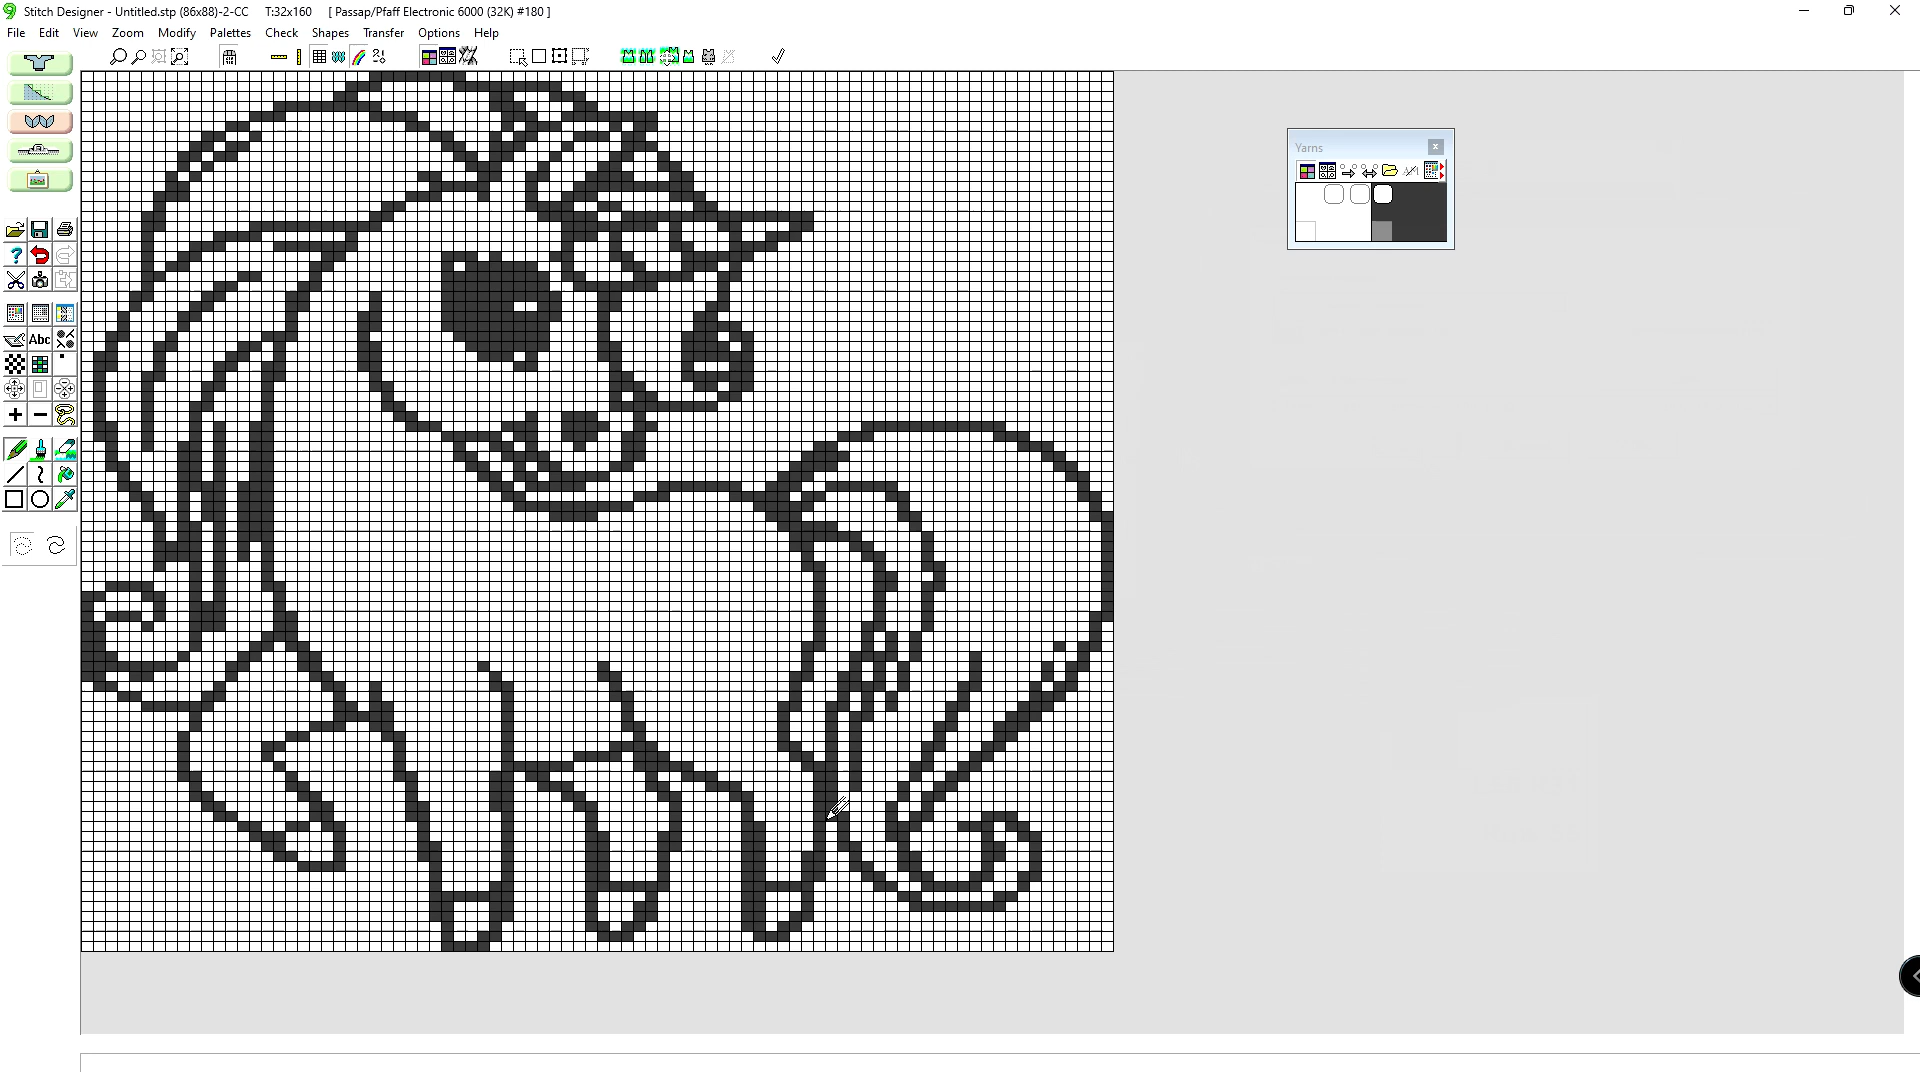 Stitch Designer - Untitled.stp (86x88)-2-CC T:32x160 [ Passap/Pfaff Electronic 6000 (32K) #180 ]
File Edit View Zoom Modify Palettes Check Shapes Transfer Options Help
Yarns
Abc